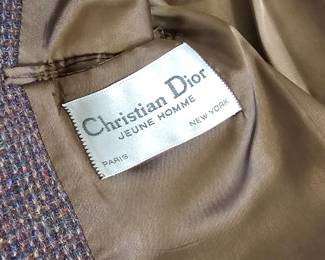 Christian Dior
JEUNE HOMME
PARIS NEW YORK